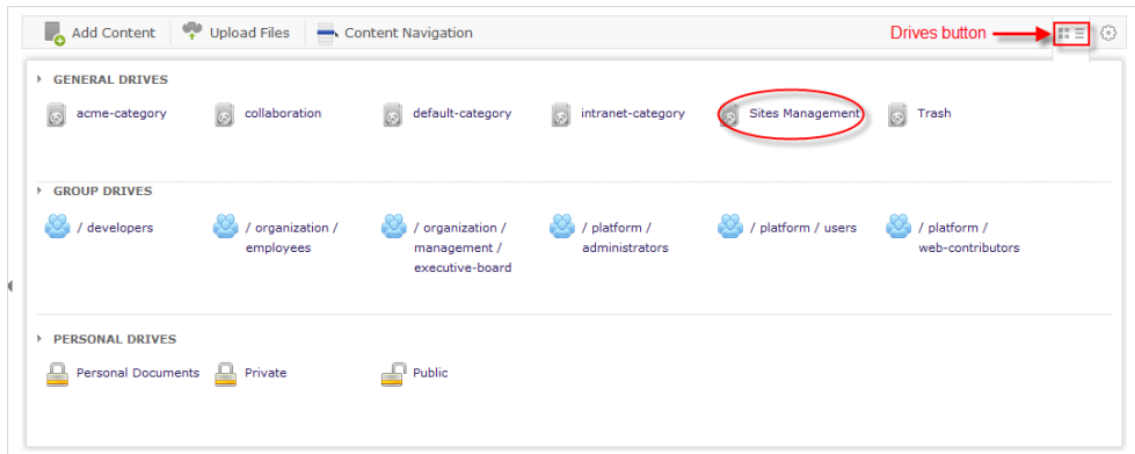 Add Content Upload Files Content Navigation Drives button
GENERAL DRIVES
acme-category collaboration default-category intranet-category Sites Management Trash
GROUP DRIVES
/ developers / organization / / organization / / platform / / platform / users / platform /
employees management / administrators web-contributors
executive-board
PERSONAL DRIVES
Personal Documents Private Public